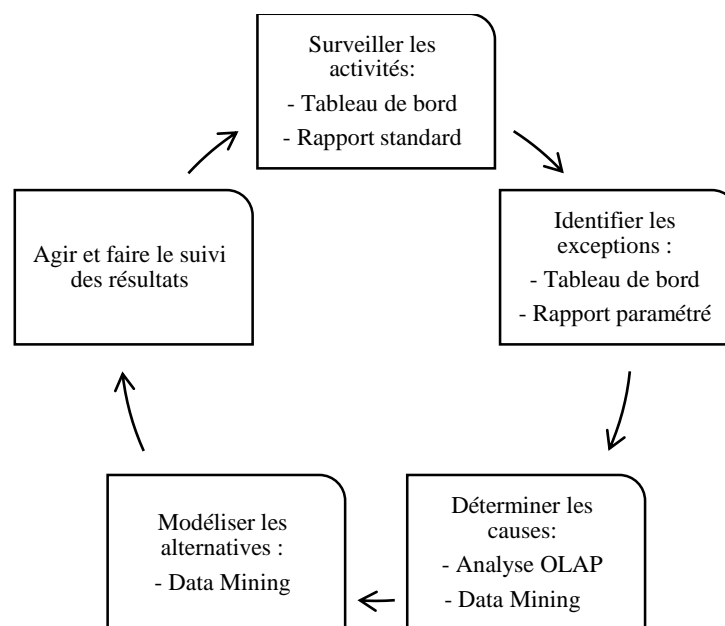 Surveiller les
activités:
- Tableau de bord
- Rapport standard
Identifier les
exceptions :
- Tableau de bord
- Rapport paramétré
Déterminer les
causes:
- Analyse OLAP
- Data Mining
Modéliser les
alternatives :
- Data Mining
Agir et faire le suivi
des résultats